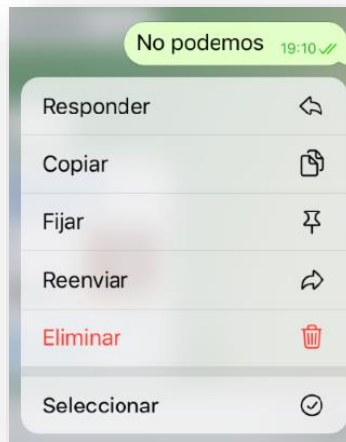 No podemos 19:10
Responder
Copiar
Fijar
Reenviar
Eliminar
Seleccionar